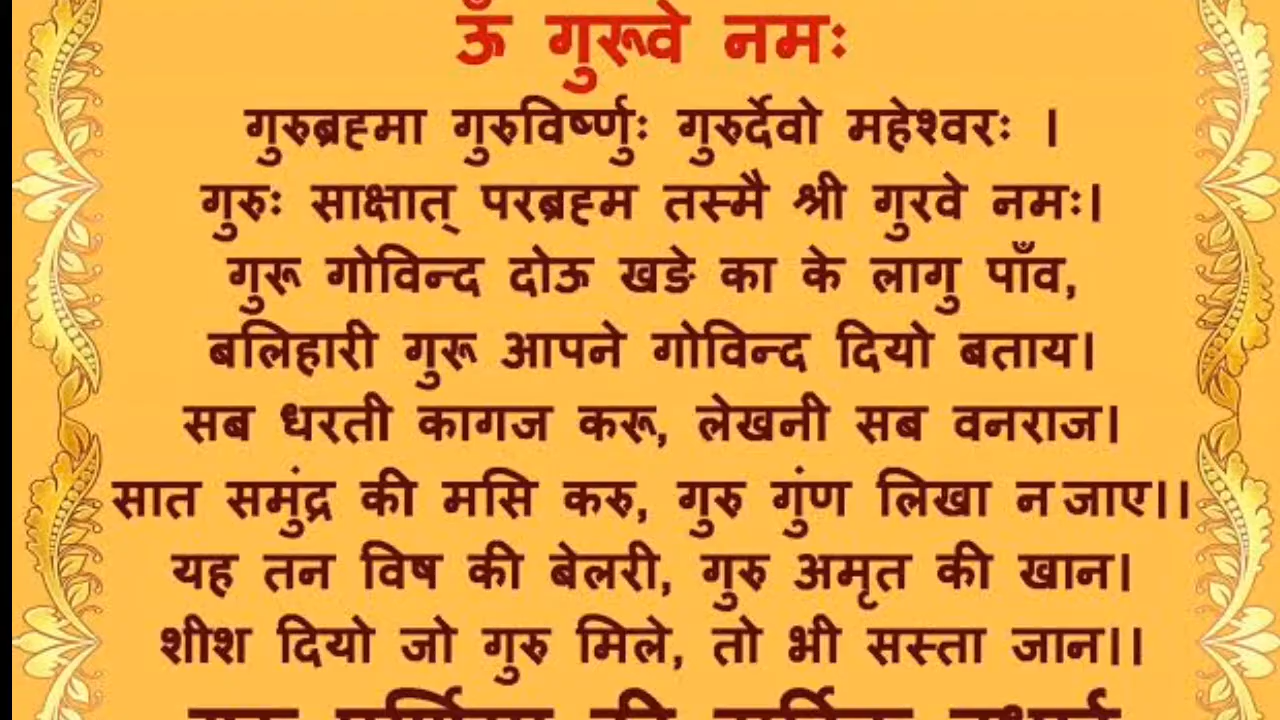 ऊँ गुरूवे नमः
गुरुब्रह्मा गुरुविर्ष्णुः गुरुर्देवो महेश्वरः ।
गुरुः साक्षात् परब्रह्म तस्मै श्री गुरवे नमः।
गुरू गोविन्द दोऊ खङे का के लागु पाँव,
बलिहारी गुरू आपने गोविन्द दियो बताय।
सब धरती कागज करू, लेखनी सब वनराज।
सात समुंद्र की मसि करु, गुरु गुंण लिखा न जाए।।
यह तन विष की बेलरी, गुरु अमृत की खान।
शीश दियो जो गुरु मिले, तो भी सस्ता जान।।